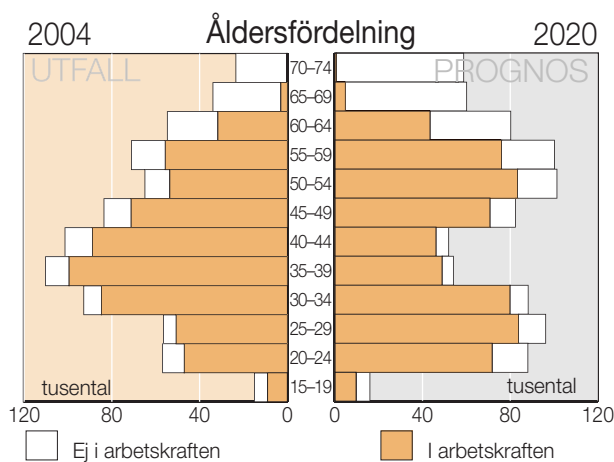 2004 Åldersfördelning 2020
UTFALL 70–74 PROGNOS
65–69
60–64
55–59
50–54
45–49
40–44
35–39
30–34
25–29
20–24
tusental 15–19 tusental
120 80 40 0 0 40 80 120
Ej i arbetskraften I arbetskraften